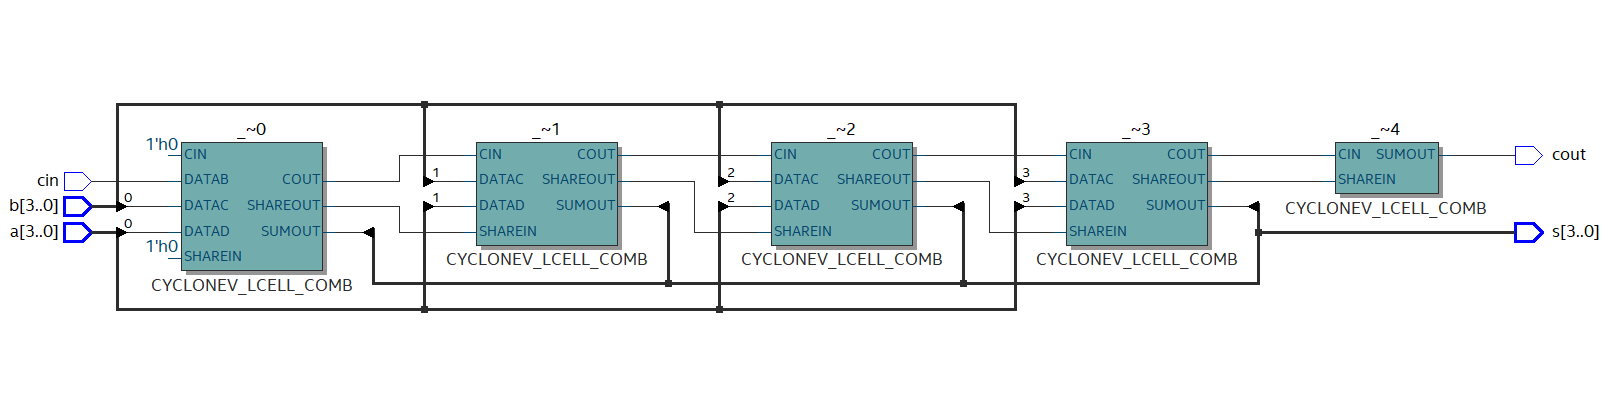 _~0 _~1 _~2 _~3 _~4
1'h0 CIN CIN COUT CIN COUT CIN COUT CIN SUMOUT cout
cin DATAB COUT 1 DATAC SHAREOUT 2 DATAC SHAREOUT 3 DATAC SHAREOUT SHAREIN
b[3..0] 0 DATAC SHAREOUT 1 DATAD SUMOUT 2 DATAD SUMOUT 3 DATAD SUMOUT CYCLONEV_LCELL_COMB
a[3..0] 0 DATAD SUMOUT SHAREIN SHAREIN SHAREIN s[3..0]
1'h0 SHAREIN CYCLONEV_LCELL_COMB CYCLONEV_LCELL_COMB CYCLONEV_LCELL_COMB
CYCLONEV_LCELL_COMB